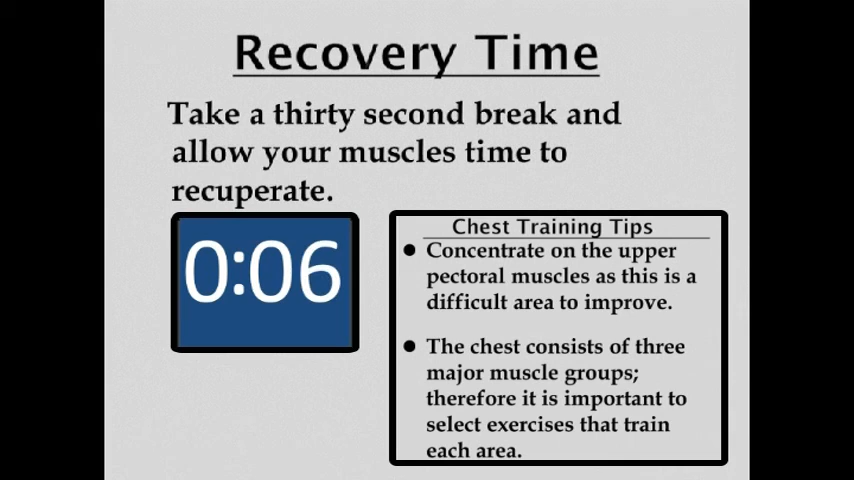 Recovery Time
Take a thirty second break and
allow your muscles time to
recuperate.
0:06
Chest Training Tips
● Concentrate on the upper
pectoral muscles as this is a
difficult area to improve.
● The chest consists of three
major muscle groups;
therefore it is important to
select exercises that train
each area.